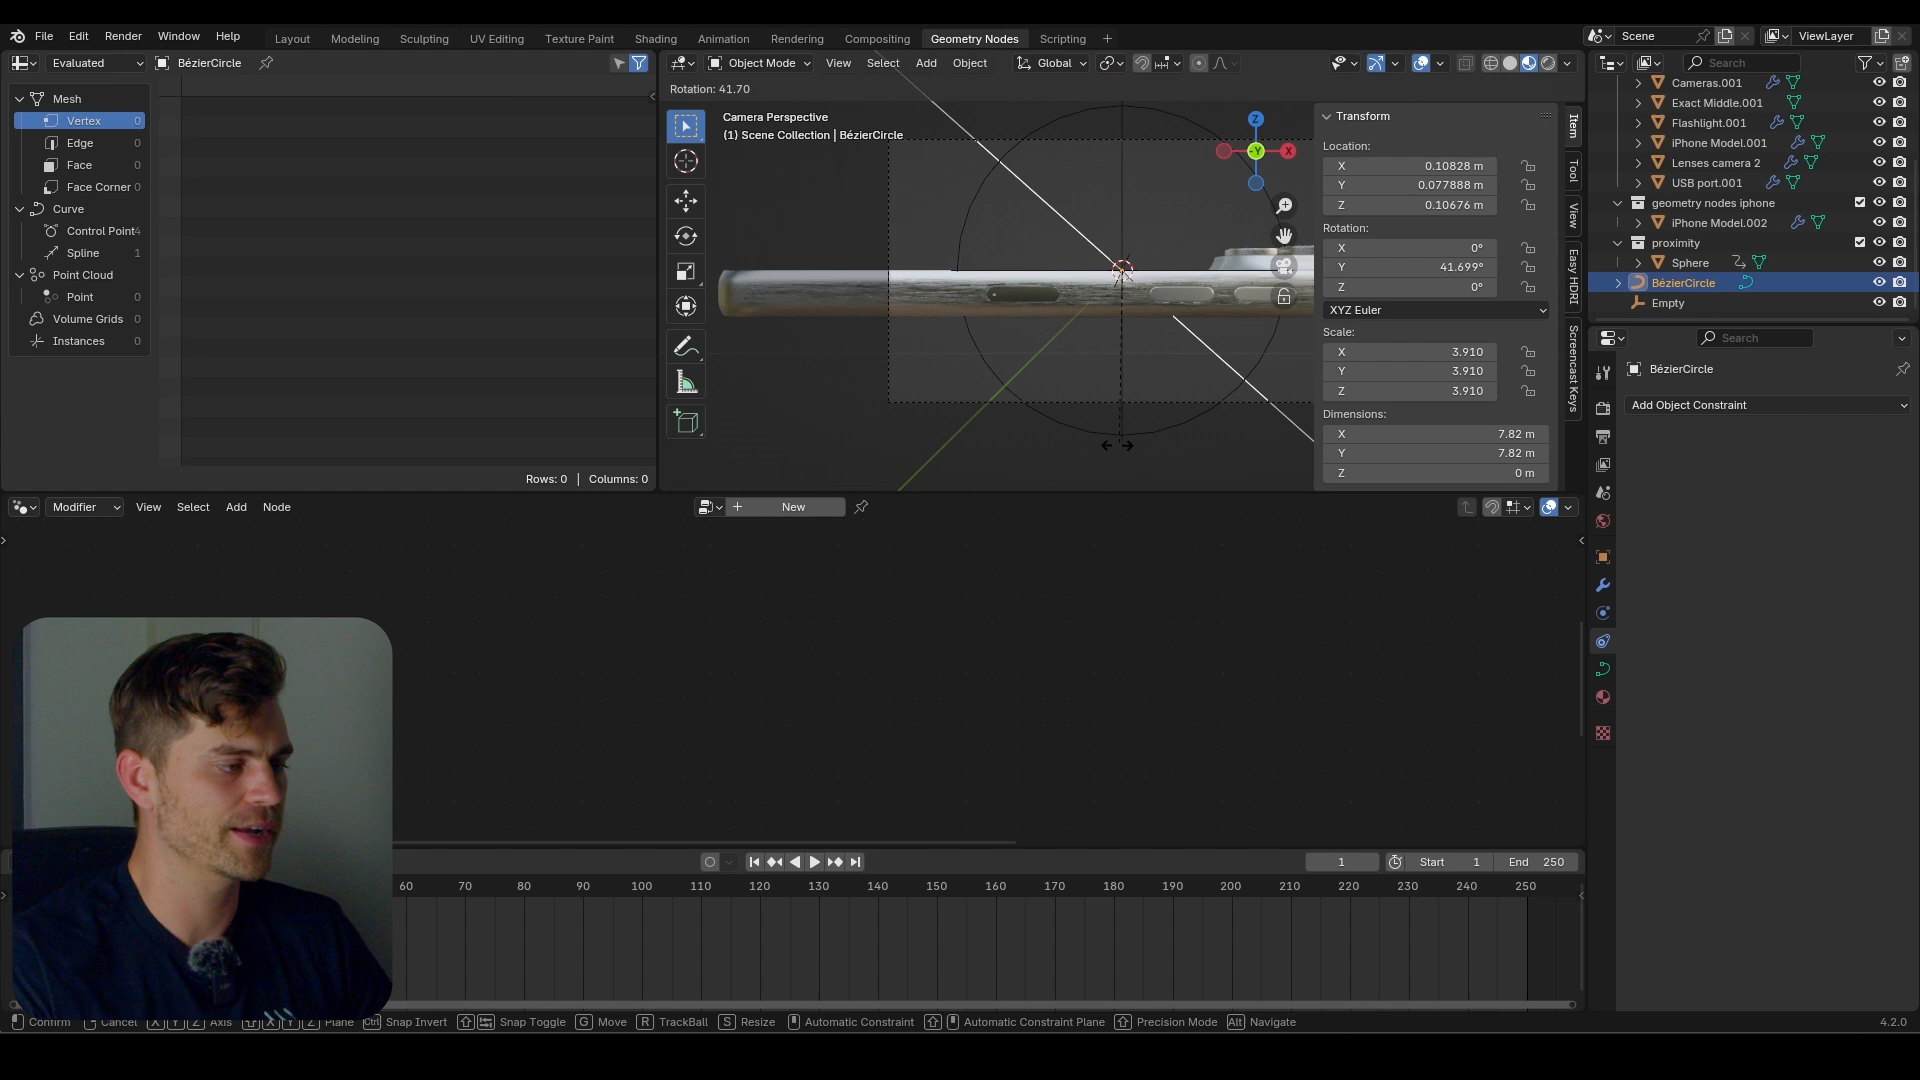 File Edit Render Window Help
Layout Modeling Sculpting UV Editing Texture Paint Shading Animation Rendering Compositing Geometry Nodes Scripting +
Scene
ViewLayer
Evaluated
BézierCircle
Mesh
Vertex 0
Edge 0
Face 0
Face Corner 0
Curve
Control Point 4
Spline 1
Point Cloud
Point 0
Volume Grids 0
Instances 0
Rows: 0 | Columns: 0
Object Mode View Select Add Object Global
Rotation: 41.70
Camera Perspective
(1) Scene Collection | BézierCircle
Z
-Y
X
Transform
Location:
X 0.10828 m
Y 0.077888 m
Z 0.10676 m
Rotation:
X 0°
Y 41.699°
Z 0°
XYZ Euler
Scale:
X 3.910
Y 3.910
Z 3.910
Dimensions:
X 7.82 m
Y 7.82 m
Z 0 m
Item
Tool
View
Easy HDRI
Screencast Keys
Search
Cameras.001
Exact Middle.001
Flashlight.001
iPhone Model.001
Lenses camera 2
USB port.001
geometry nodes iphone
iPhone Model.002
proximity
Sphere
BézierCircle
Empty
Search
BézierCircle
Add Object Constraint
Modifier View Select Add Node
+ New
1 Start 1 End 250
60 70 80 90 100 110 120 130 140 150 160 170 180 190 200 210 220 230 240 250
Confirm Cancel X Y Z Axis X Y Z Plane Ctrl Snap Invert Snap Toggle G Move R TrackBall S Resize Automatic Constraint Automatic Constraint Plane Precision Mode Alt Navigate
4.2.0